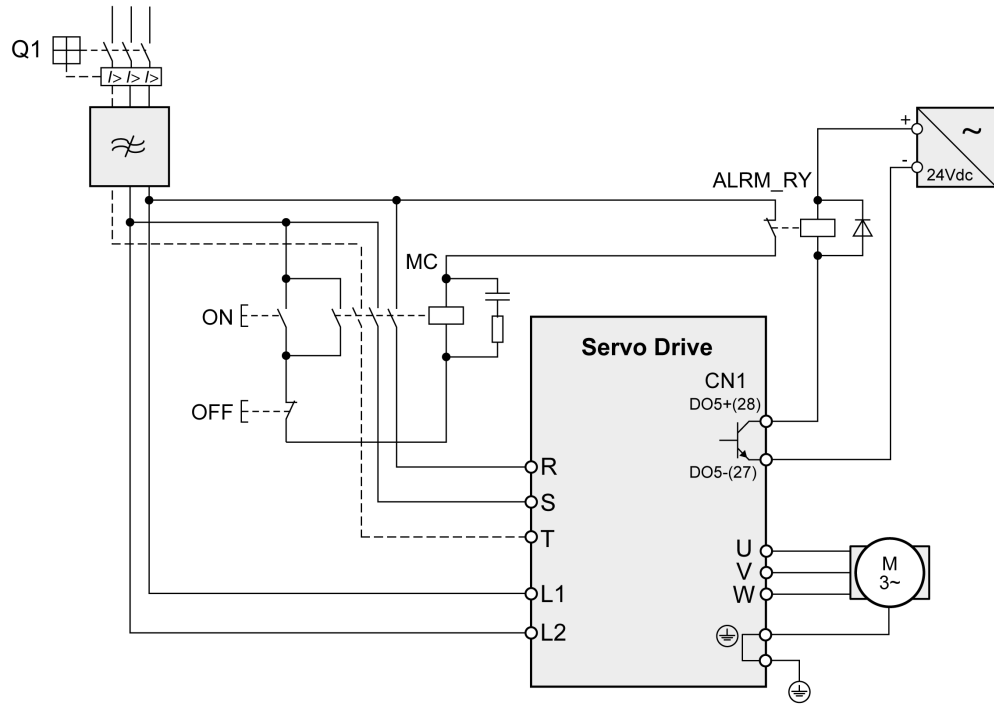 Q1
I> I> I>
+
~
-
24Vdc
ALRM_RY
MC
ON
Servo Drive
CN1
DO5+(28)
OFF
DO5-(27)
R
S
T
U
V
W
M
3~
L1
L2